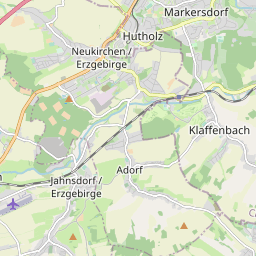 Markersdorf
Hutholz
Neukirchen /
Erzgebirge
Klaffenbach
Adorf
Jahnsdorf /
Erzgebirge